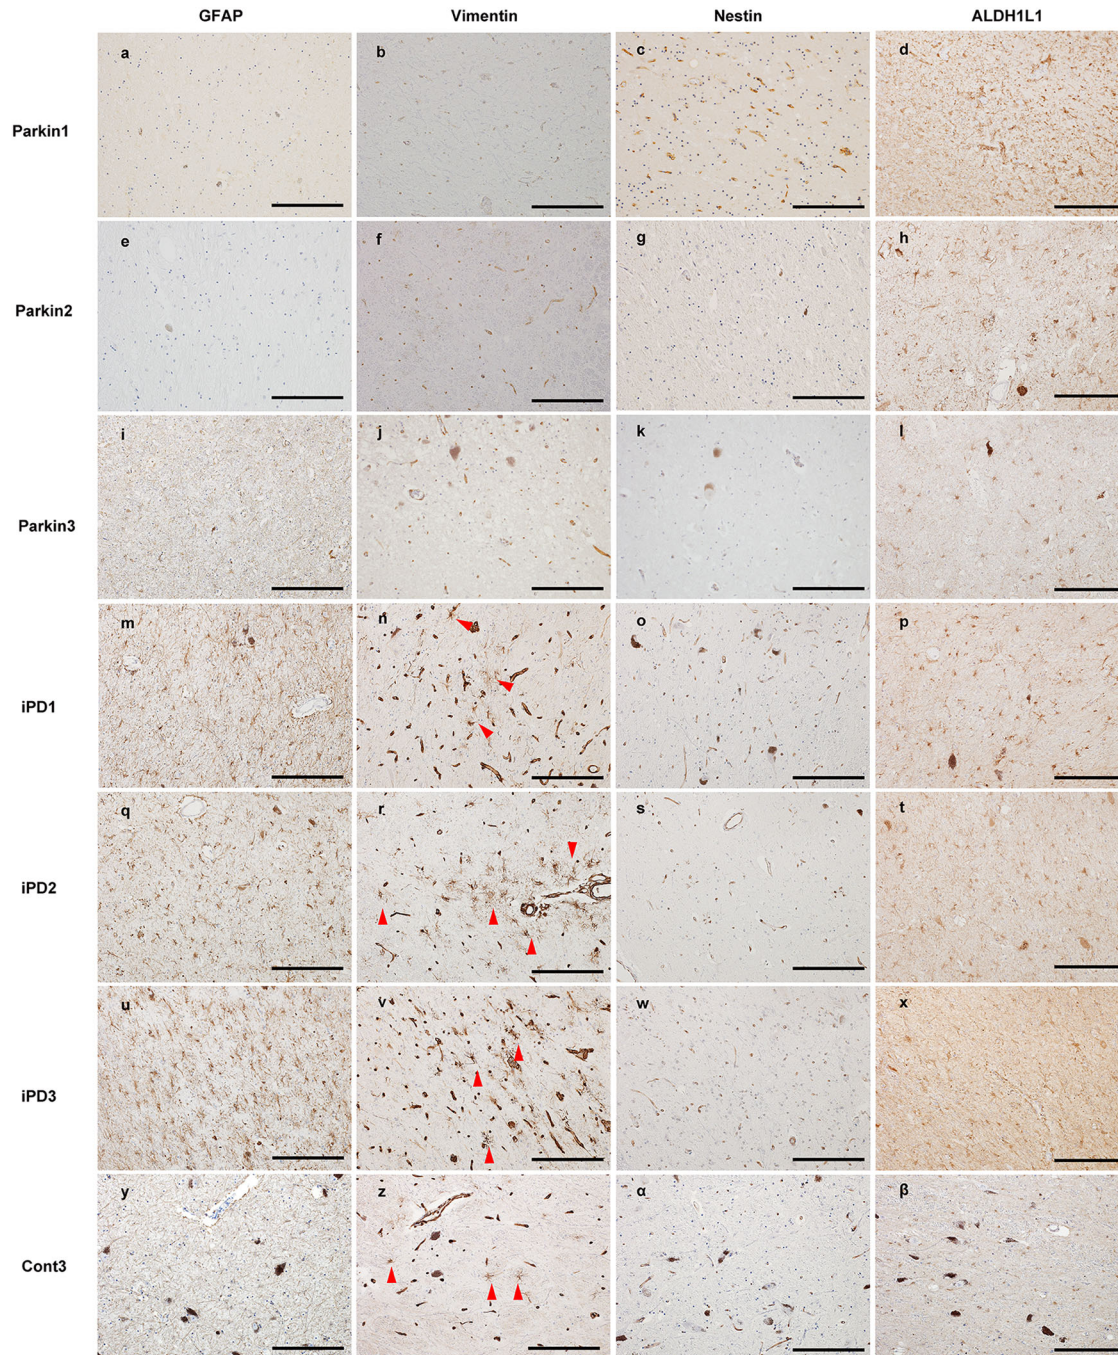 GFAP Vimentin Nestin ALDH1L1
Parkin1 a b c d
Parkin2 e f g h
Parkin3 i j k l
iPD1 m n o p
iPD2 q r s t
iPD3 u v w x
Cont3 y z α β